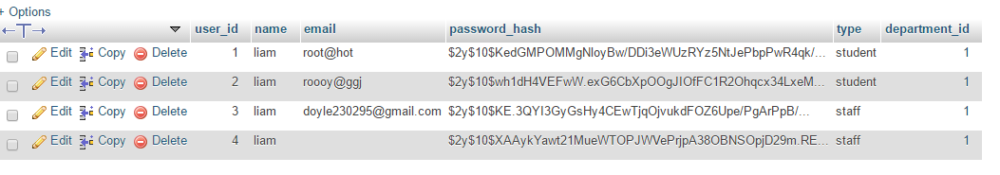 + Options
←T→ user_id name email password_hash type department_id
Edit Copy Delete 1 liam root@hot $2y$10$KedGMPOMMgNloyBw/DDi3eWUzRYz5NtJePbpPwR4qk/... student 1
Edit Copy Delete 2 liam roooy@ggj $2y$10$wh1dH4VEFwW.exG6CbXpOOgJIOfFC1R2Ohqcx34LxeM... student 1
Edit Copy Delete 3 liam doyle230295@gmail.com $2y$10$KE.3QYI3GyGsHy4CEwTjqOjvukdFOZ6Upe/PgArPpB/... staff 1
Edit Copy Delete 4 liam $2y$10$XAAykYawt21MueWTOPJWVePrjpA38OBNSOpjD29m.RE... staff 1